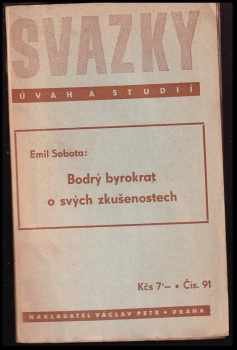 SVAZKY
ÚVAH A STUDIÍ
Emil Sobota:
Bodrý byrokrat
o svých zkušenostech
Kčs 7·— • Čís. 91
NAKLADATEL VÁCLAV PETR • PRAHA